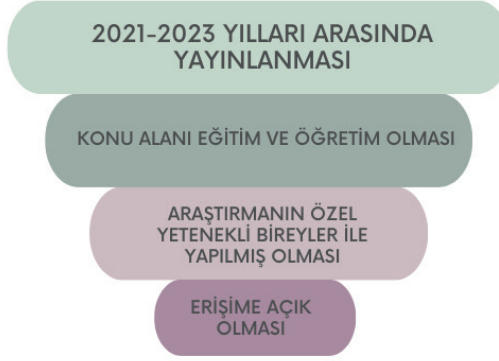 2021-2023 YILLARI ARASINDA
YAYINLANMASI
KONU ALANI EĞİTİM VE ÖĞRETİM OLMASI
ARAŞTIRMANIN ÖZEL
YETENEKLİ BİREYLER İLE
YAPILMIŞ OLMASI
ERİŞİME AÇIK
OLMASI